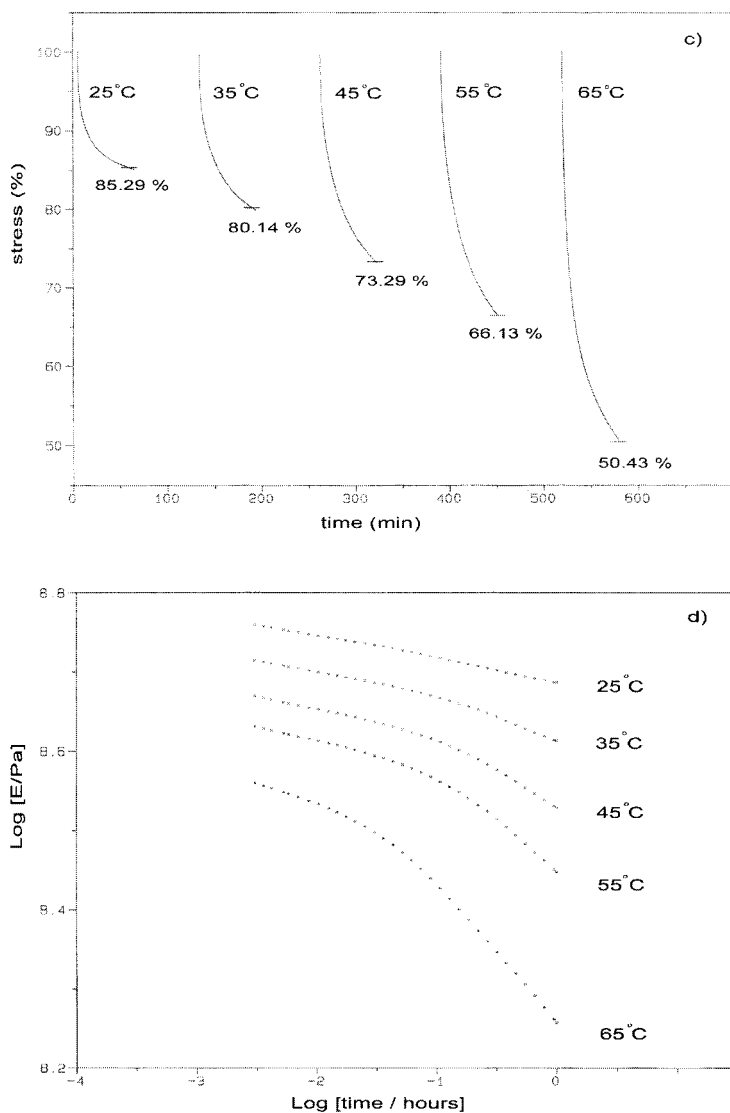 c)
100
90
80
70
60
50
stress (%)
25°C
35°C
45°C
55°C
65°C
85.29 %
80.14 %
73.29 %
66.13 %
50.43 %
0 100 200 300 400 500 600
time (min)
d)
8.8
8.6
8.4
8.2
Log [E/Pa]
25°C
35°C
45°C
55°C
65°C
-4 -3 -2 -1 0
Log [time / hours]